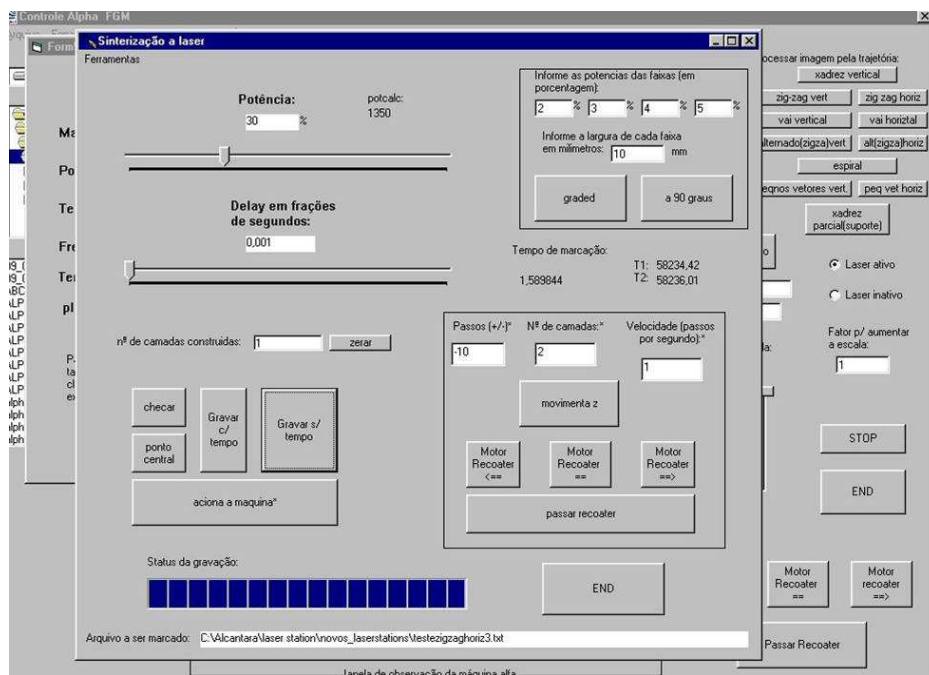 Controle Alpha FGM
Form
Sinterização a laser
Ferramentas
Potência:
30 %
potcalc:
1350
Delay em frações
de segundos:
0,001
nº de camadas construidas: 1
zerar
checar
ponto
central
Gravar
c/
tempo
Gravar s/
tempo
aciona a maquina*
Status da gravação:
Arquivo a ser marcado: C:\Alcantara\laser station\novos_laserstations\testezigzaghoriz3.txt
Informe as potencias das faixas (em
porcentagem):
2 % 3 % 4 % 5 %
Informe a largura de cada faixa
em milimetros: 10 mm
graded
a 90 graus
Tempo de marcação:
1,589844
T1: 58234,42
T2: 58236,01
Passos (+/-)*
-10
Nº de camadas:*
2
Velocidade (passos
por segundo):*
1
movimenta z
Motor
Recoater
<==
Motor
Recoater
==
Motor
Recoater
==>
passar recoater
END
ocessar imagem pela trajetória:
xadrez vertical
zig-zag vert
zig zag horiz
vai vertical
vai horiztal
lternado(zigza)vert
alt(zigza)horiz
espiral
eqnos vetores vert.
peq vet horiz
xadrez
parcial(suporte)
Laser ativo
Laser inativo
Fator p/ aumentar
a escala:
1
STOP
END
Motor
Recoater
==
Motor
recoater
==>
Passar Recoater
Ma
Po
Te
Fre
Te
pl
janela de observação da máquina alfa